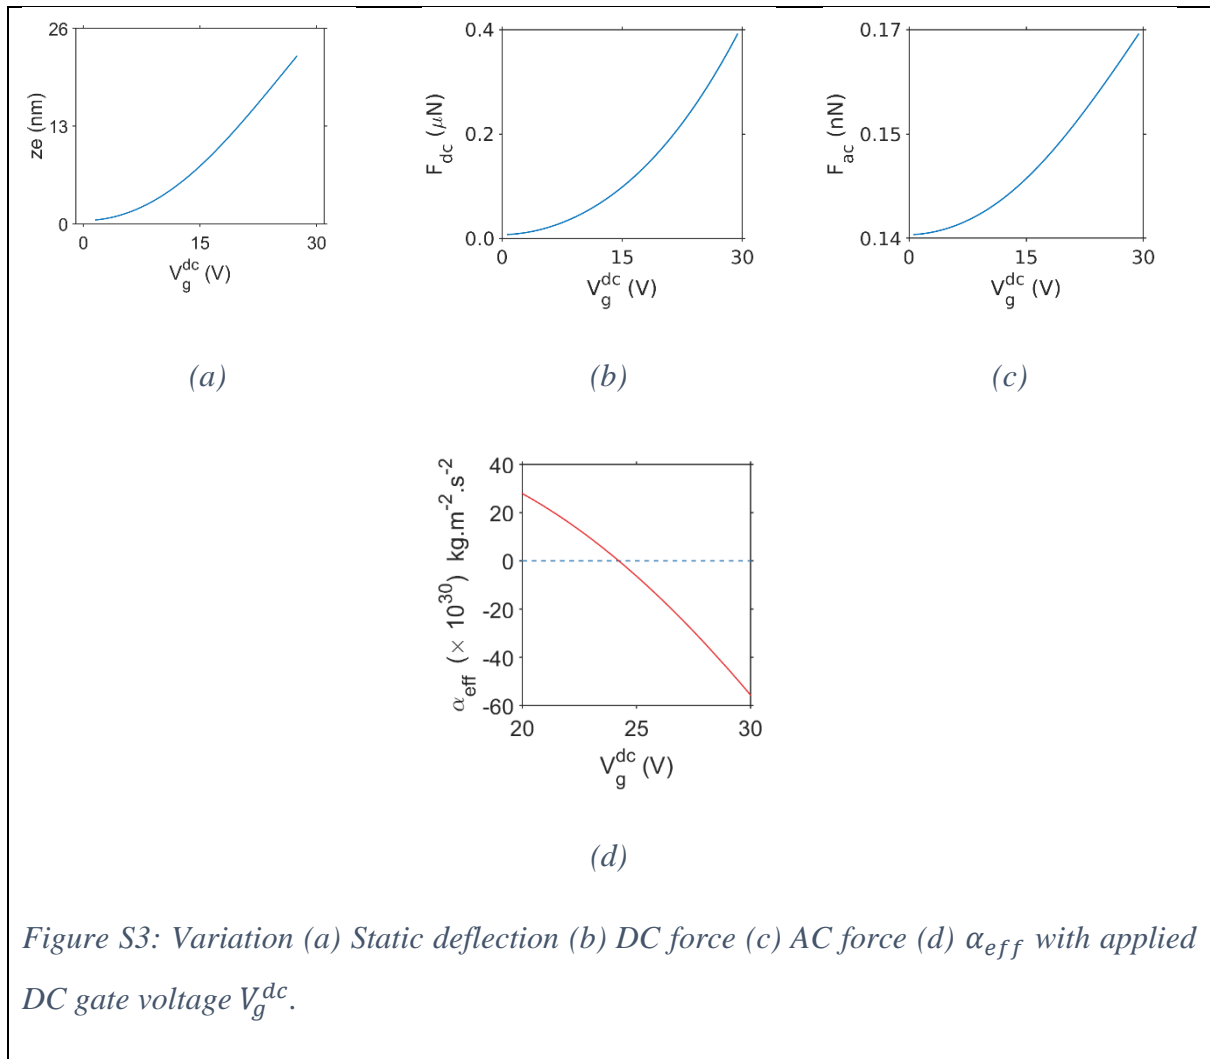 26
13
0
ze (nm)
0 15 30
V_g^dc (V)
0.4
0.2
0.0
F_dc (μN)
0 15 30
V_g^dc (V)
0.17
0.15
0.14
F_ac (nN)
0 15 30
V_g^dc (V)
(a) (b) (c)
40
20
0
-20
-40
-60
α_eff (× 10^30) kg.m^-2.s^-2
20 25 30
V_g^dc (V)
(d)
Figure S3: Variation (a) Static deflection (b) DC force (c) AC force (d) α_eff with applied
DC gate voltage V_g^dc.